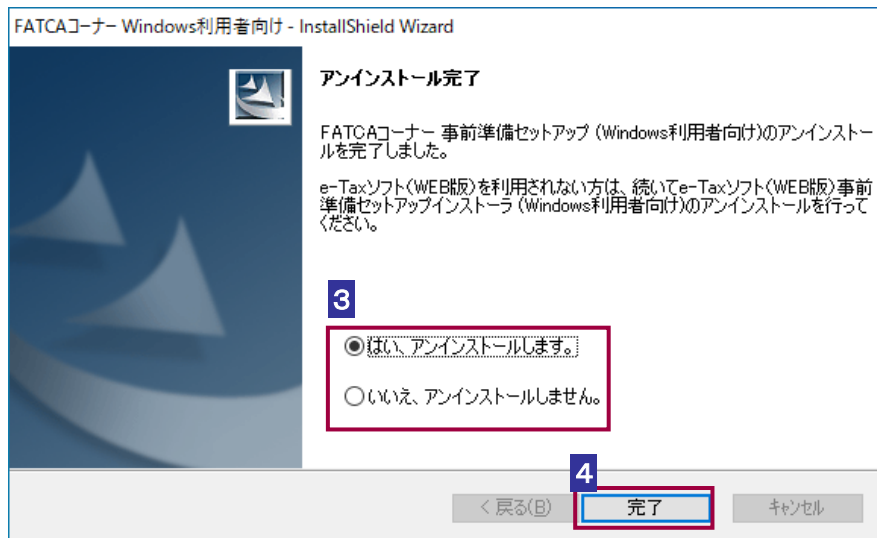 FATCAコーナー Windows利用者向け - InstallShield Wizard
アンインストール完了
FATCAコーナー 事前準備セットアップ (Windows利用者向け)のアンインストー
ルを完了しました。
e-Taxソフト(WEB版)を利用されない方は、続いてe-Taxソフト(WEB版)事前
準備セットアップインストーラ (Windows利用者向け)のアンインストールを行って
ください。
3
はい、アンインストールします。
いいえ、アンインストールしません。
4
< 戻る(B)
完了
キャンセル